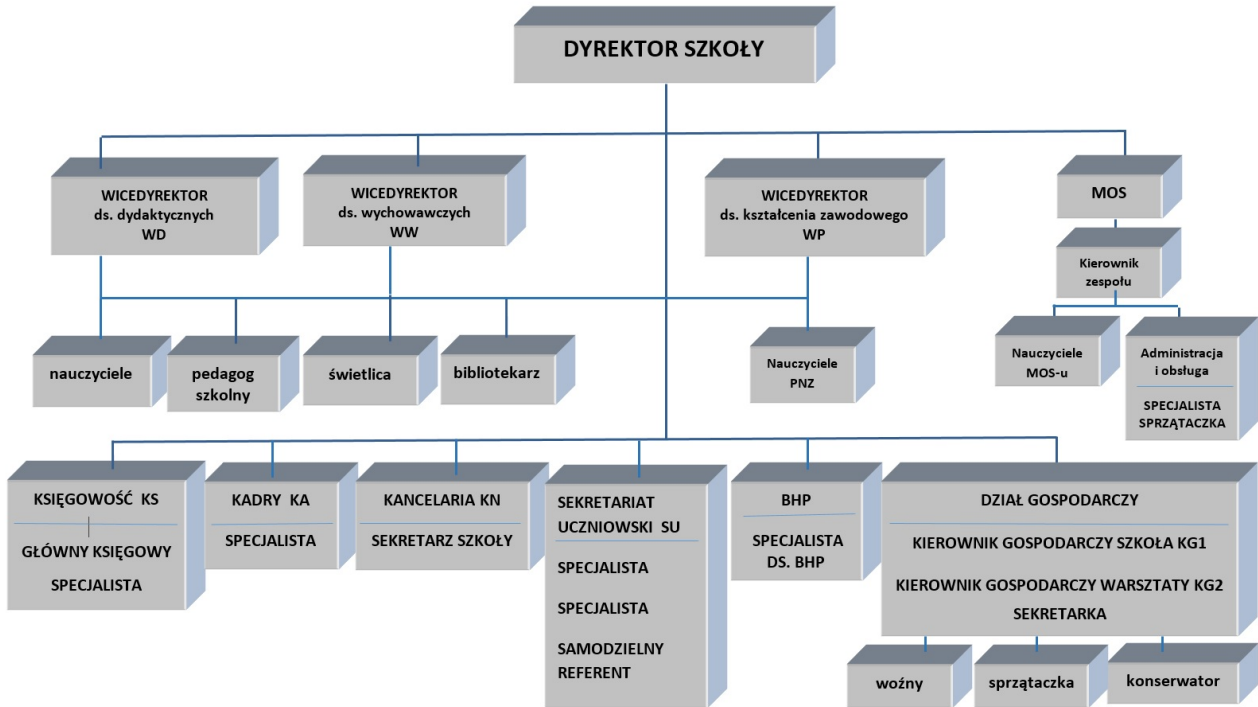 DYREKTOR SZKOŁY
WICEDYREKTOR
ds. dydaktycznych
WD
WICEDYREKTOR
ds. wychowawczych
WW
WICEDYREKTOR
ds. kształcenia zawodowego
WP
MOS
Kierownik
zespołu
nauczyciele
pedagog
szkolny
świetlica
bibliotekarz
Nauczyciele
PNZ
Nauczyciele
MOS-u
Administracja
i obsługa
SPECJALISTA
SPRZĄTACZKA
KSIĘGOWOŚĆ KS
GŁÓWNY KSIĘGOWY
SPECJALISTA
KADRY KA
SPECJALISTA
KANCELARIA KN
SEKRETARZ SZKOŁY
SEKRETARIAT
UCZNIOWSKI SU
SPECJALISTA
SPECJALISTA
SAMODZIELNY
REFERENT
BHP
SPECJALISTA
DS. BHP
DZIAŁ GOSPODARCZY
KIEROWNIK GOSPODARCZY SZKOŁA KG1
KIEROWNIK GOSPODARCZY WARSZTATY KG2
SEKRETARKA
woźny
sprzątaczka
konserwator